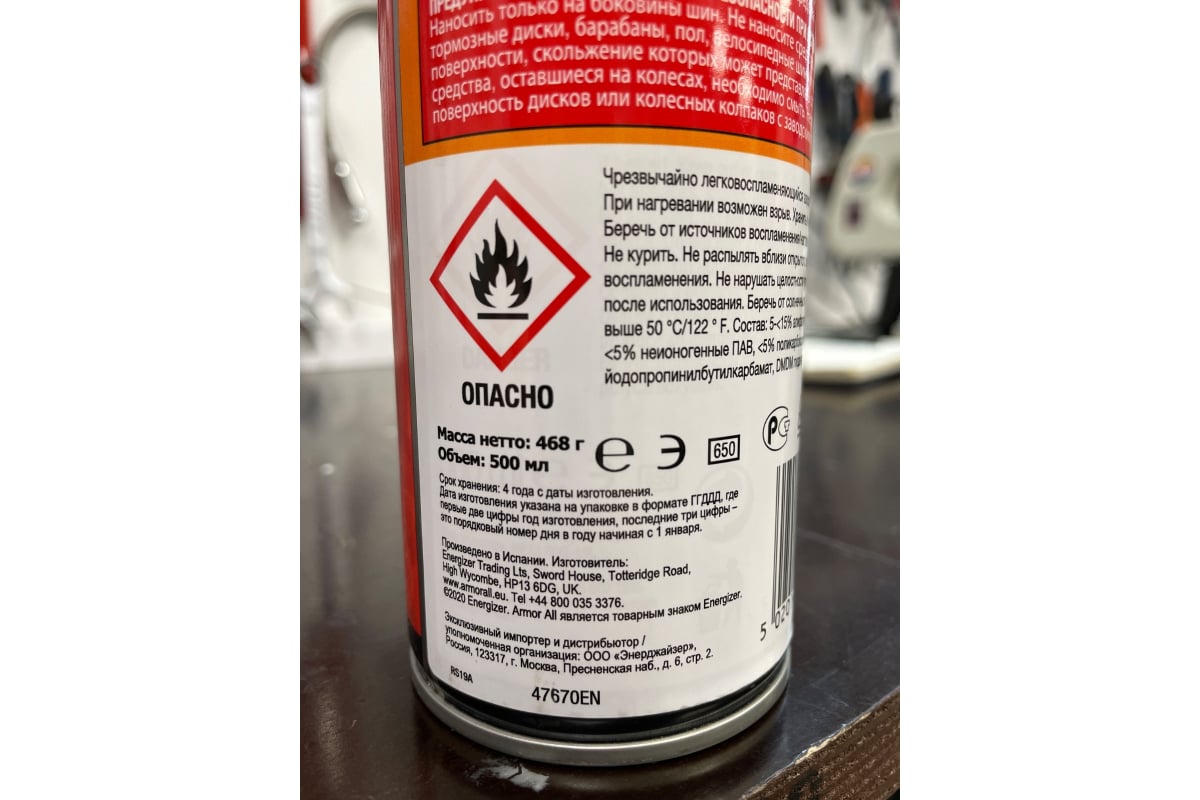 Наносить только на боковины шин. Не наносите
тормозные диски, барабаны, пол, велосипедные
поверхности, скольжение которых может
средства, оставшиеся на колесах, необходимо смыть.
поверхность дисков или колесных колпаков с
Чрезвычайно легковоспламеняющийся
При нагревании возможен взрыв.
Беречь от источников воспламенения
Не курить. Не распылять вблизи
воспламенения. Не нарушать
после использования. Беречь от
выше 50 °C/122 ° F. Состав: 5-<15%
<5% неионогенные ПАВ, <5%
йодопропинилбутилкарбамат, DMDM
ОПАСНО
Масса нетто: 468 г
Объем: 500 мл
℮ Э 650
Срок хранения: 4 года с даты изготовления.
Дата изготовления указана на упаковке в формате ГГДДД, где
первые две цифры год изготовления, последние три цифры –
это порядковый номер дня в году начиная с 1 января.
Произведено в Испании. Изготовитель:
Energizer Trading Lts, Sword House, Totteridge Road,
High Wycombe, HP13 6DG, UK.
www.armorall.eu. Tel +44 800 035 3376.
©2020 Energizer. Armor All является товарным знаком Energizer.
Эксклюзивный импортер и дистрибьютор /
уполномоченная организация: ООО «Энерджайзер»,
Россия, 123317, г. Москва, Пресненская наб., д. 6, стр. 2.
RS19A
47670EN